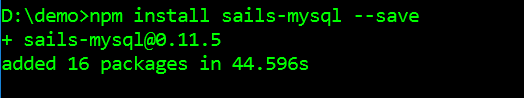 D:\demo>npm install sails-mysql --save
+ sails-mysql@0.11.5
added 16 packages in 44.596s